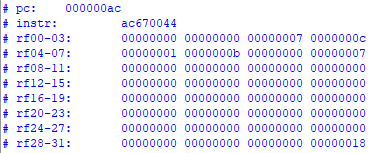 # pc:    000000ac
# instr:       ac670044
# rf00-03:     00000000 00000000 00000007 0000000c
# rf04-07:     00000001 0000000b 00000000 00000007
# rf08-11:     00000000 00000000 00000000 00000000
# rf12-15:     00000000 00000000 00000000 00000000
# rf16-19:     00000000 00000000 00000000 00000000
# rf20-23:     00000000 00000000 00000000 00000000
# rf24-27:     00000000 00000000 00000000 00000000
# rf28-31:     00000000 00000000 00000000 00000018